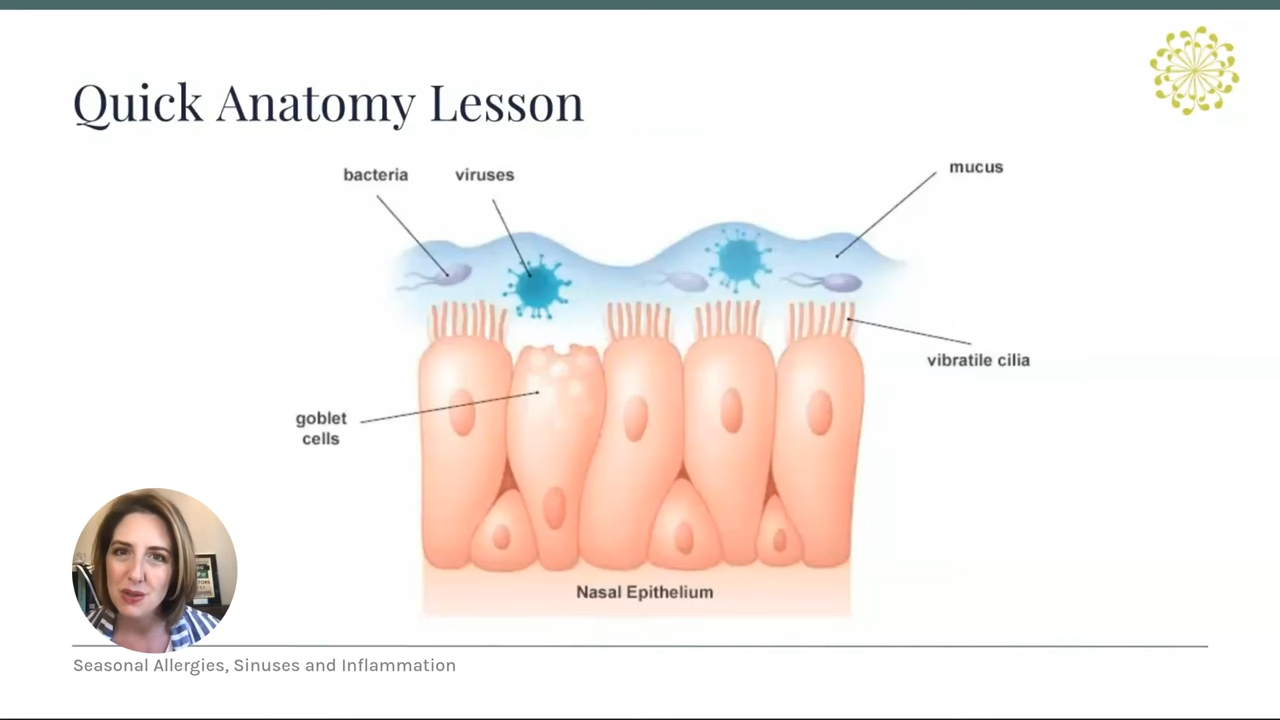 Quick Anatomy Lesson
bacteria
viruses
mucus
vibratile cilia
goblet
cells
Nasal Epithelium
Seasonal Allergies, Sinuses and Inflammation